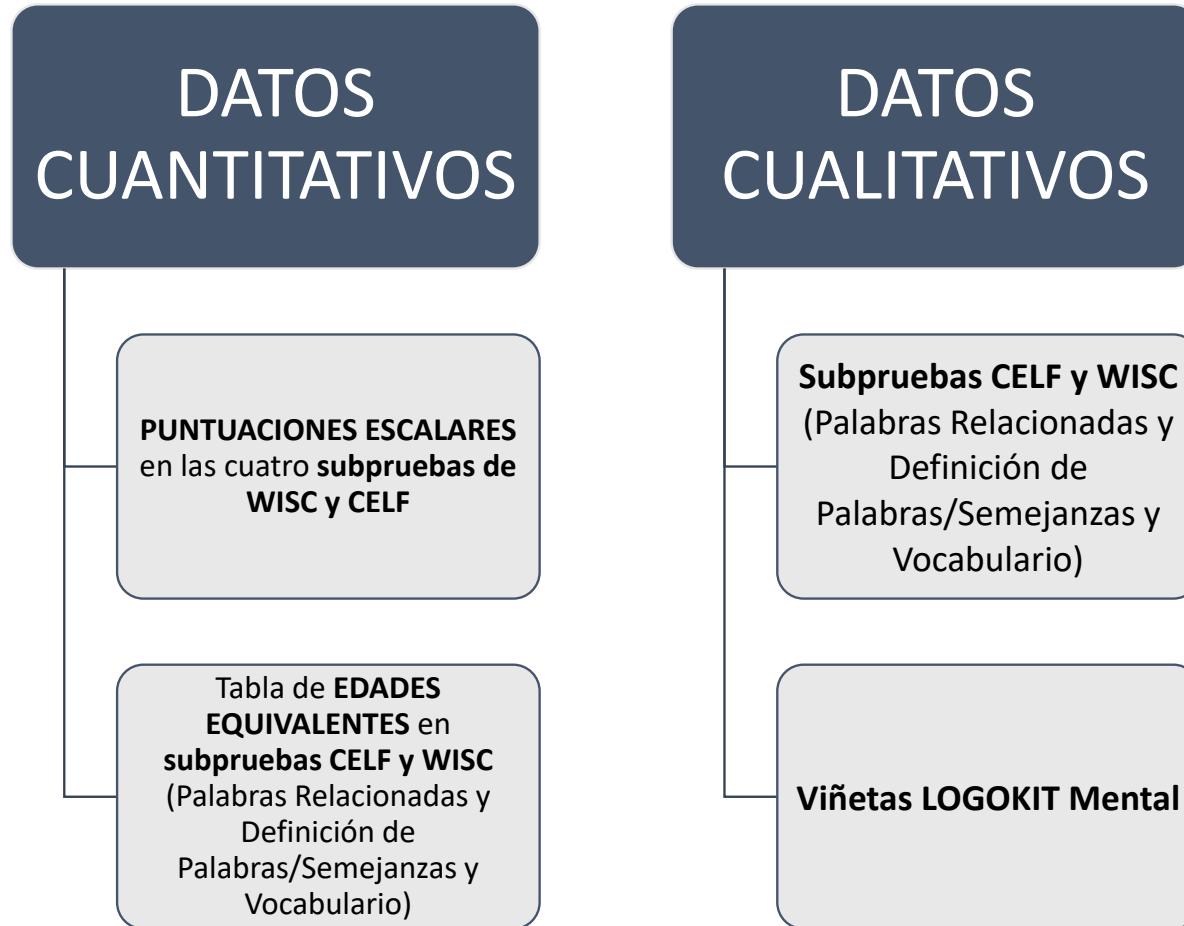 DATOS
CUANTITATIVOS
PUNTUACIONES ESCALARES
en las cuatro subpruebas de
WISC y CELF
Tabla de EDADES
EQUIVALENTES en
subpruebas CELF y WISC
(Palabras Relacionadas y
Definición de
Palabras/Semejanzas y
Vocabulario)
DATOS
CUALITATIVOS
Subpruebas CELF y WISC
(Palabras Relacionadas y
Definición de
Palabras/Semejanzas y
Vocabulario)
Viñetas LOGOKIT Mental